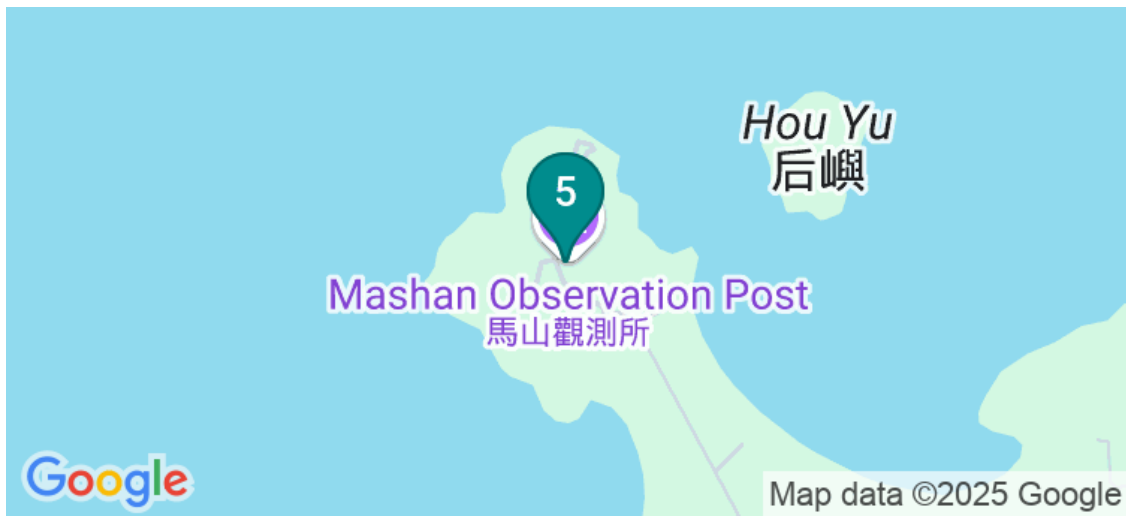 Hou Yu
后嶼
5
Mashan Observation Post
馬山觀測所
Google
Map data ©2025 Google